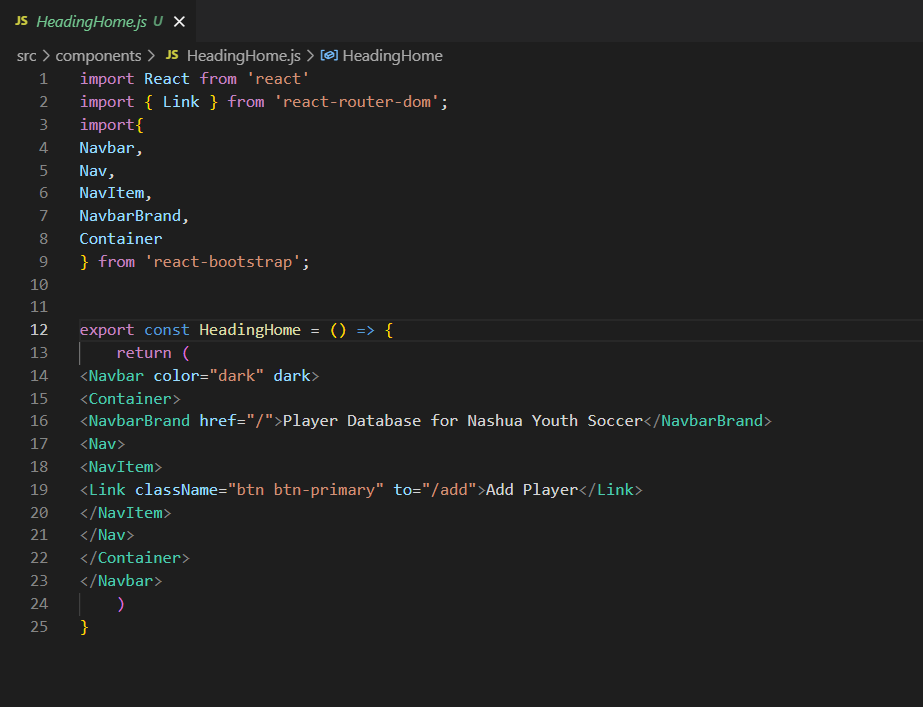 JS HeadingHome.js U ×
src > components > JS HeadingHome.js > HeadingHome
1 import React from 'react'
2 import { Link } from 'react-router-dom';
3 import{
4 Navbar,
5 Nav,
6 NavItem,
7 NavbarBrand,
8 Container
9 } from 'react-bootstrap';
10
11
12 export const HeadingHome = () => {
13     return (
14 <Navbar color="dark" dark>
15 <Container>
16 <NavbarBrand href="/">Player Database for Nashua Youth Soccer</NavbarBrand>
17 <Nav>
18 <NavItem>
19 <Link className="btn btn-primary" to="/add">Add Player</Link>
20 </NavItem>
21 </Nav>
22 </Container>
23 </Navbar>
24     )
25 }